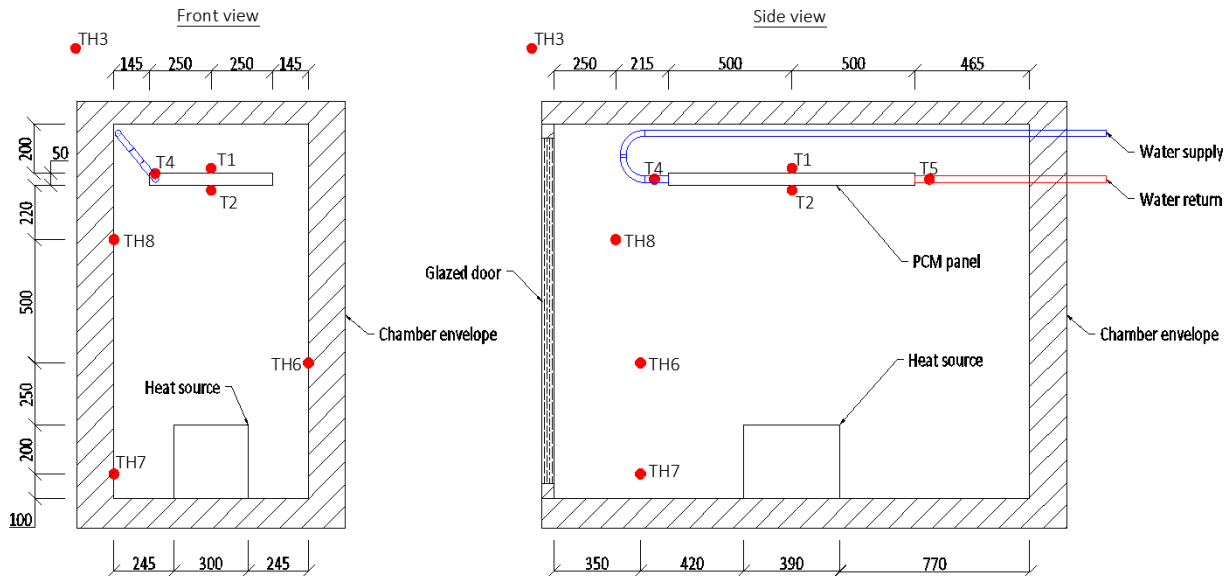 Front view
Side view
TH3
TH3
145 250 250 145
250 215 500 500 465
200
50
220
500
250
200
100
T4
T1
T2
TH8
TH6
TH7
Heat source
Chamber envelope
T4
T1
T2
T5
TH8
TH6
TH7
Water supply
Water return
PCM panel
Glazed door
Heat source
Chamber envelope
245 300 245
350 420 390 770